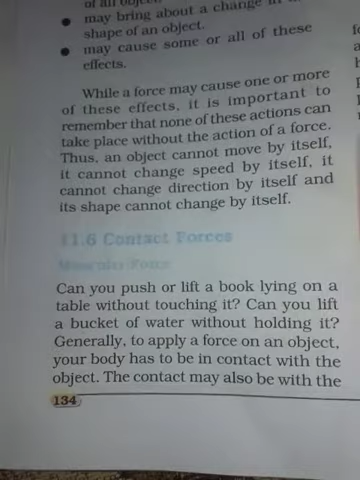 of an object.
• may bring about a change in the
shape of an object.
• may cause some or all of these
effects.
While a force may cause one or more
of these effects, it is important to
remember that none of these actions can
take place without the action of a force.
Thus, an object cannot move by itself,
it cannot change speed by itself, it
cannot change direction by itself and
its shape cannot change by itself.
11.6 Contact Forces
Muscular Force
Can you push or lift a book lying on a
table without touching it? Can you lift
a bucket of water without holding it?
Generally, to apply a force on an object,
your body has to be in contact with the
object. The contact may also be with the
134